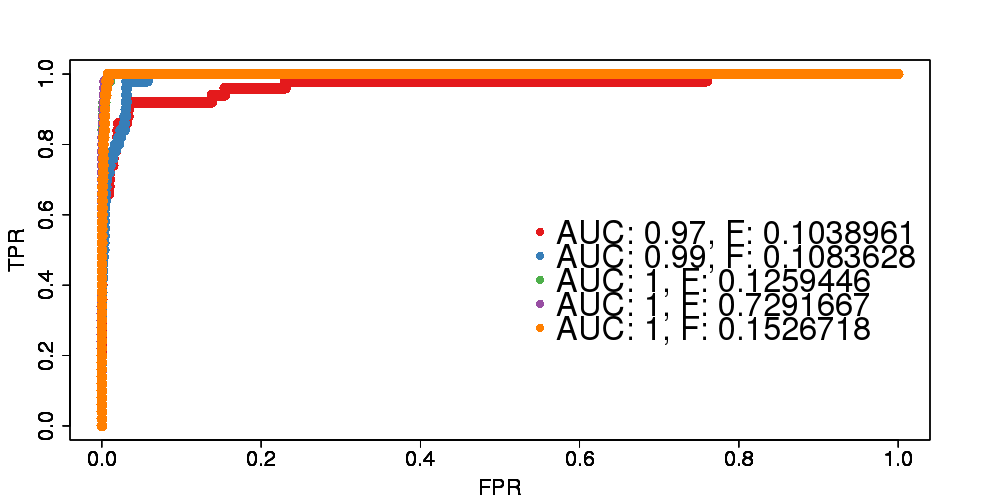 TPR
1.0
0.8
0.6
0.4
0.2
0.0
AUC: 0.97, F: 0.1038961
AUC: 0.99, F: 0.1083628
AUC: 1, F: 0.1259446
AUC: 1, F: 0.7291667
AUC: 1, F: 0.1526718
0.0 0.2 0.4 0.6 0.8 1.0
FPR